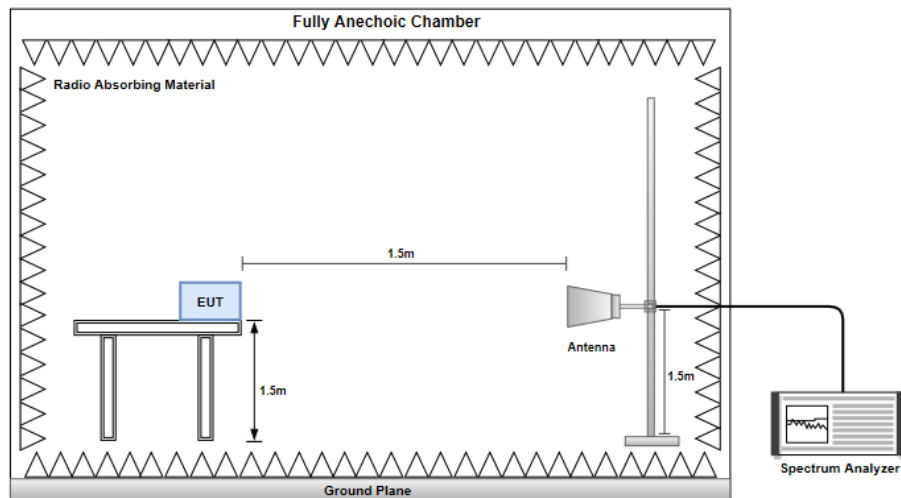 Fully Anechoic Chamber
Radio Absorbing Material
1.5m
EUT
Antenna
1.5m
1.5m
Spectrum Analyzer
Ground Plane